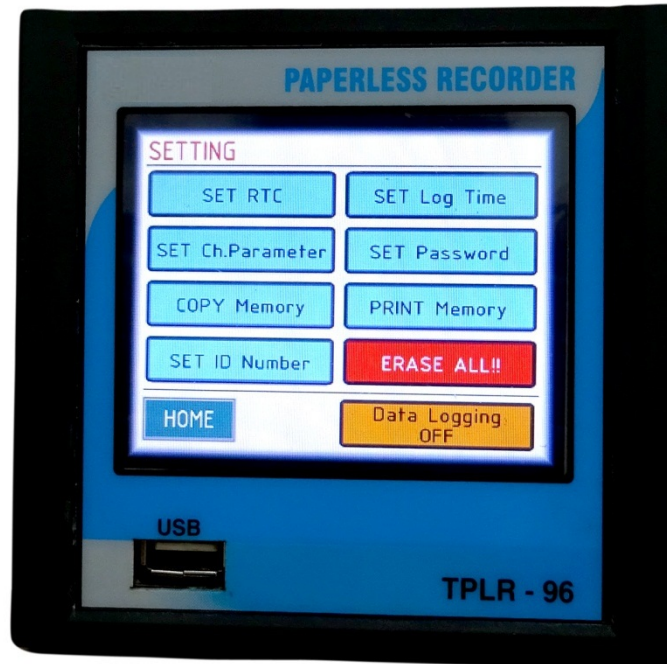 PAPERLESS RECORDER
SETTING
SET RTC
SET Log Time
SET Ch.Parameter
SET Password
COPY Memory
PRINT Memory
SET ID Number
ERASE ALL!!
HOME
Data Logging
OFF
USB
TPLR - 96